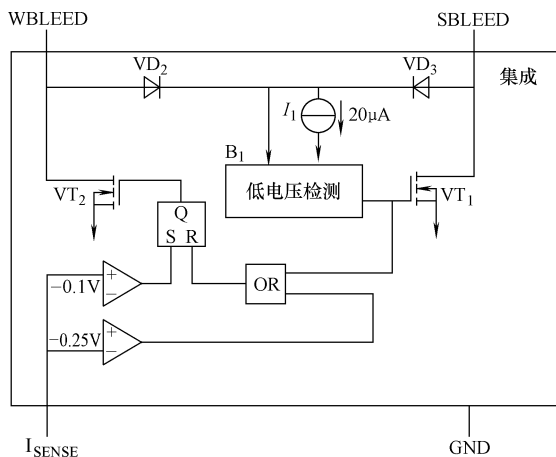 WBLEED
SBLEED
VD2
VD3
集成
I1
20μA
B1
低电压检测
VT2
VT1
Q
S R
+
−0.1V
−
OR
+
−0.25V
−
ISENSE
GND